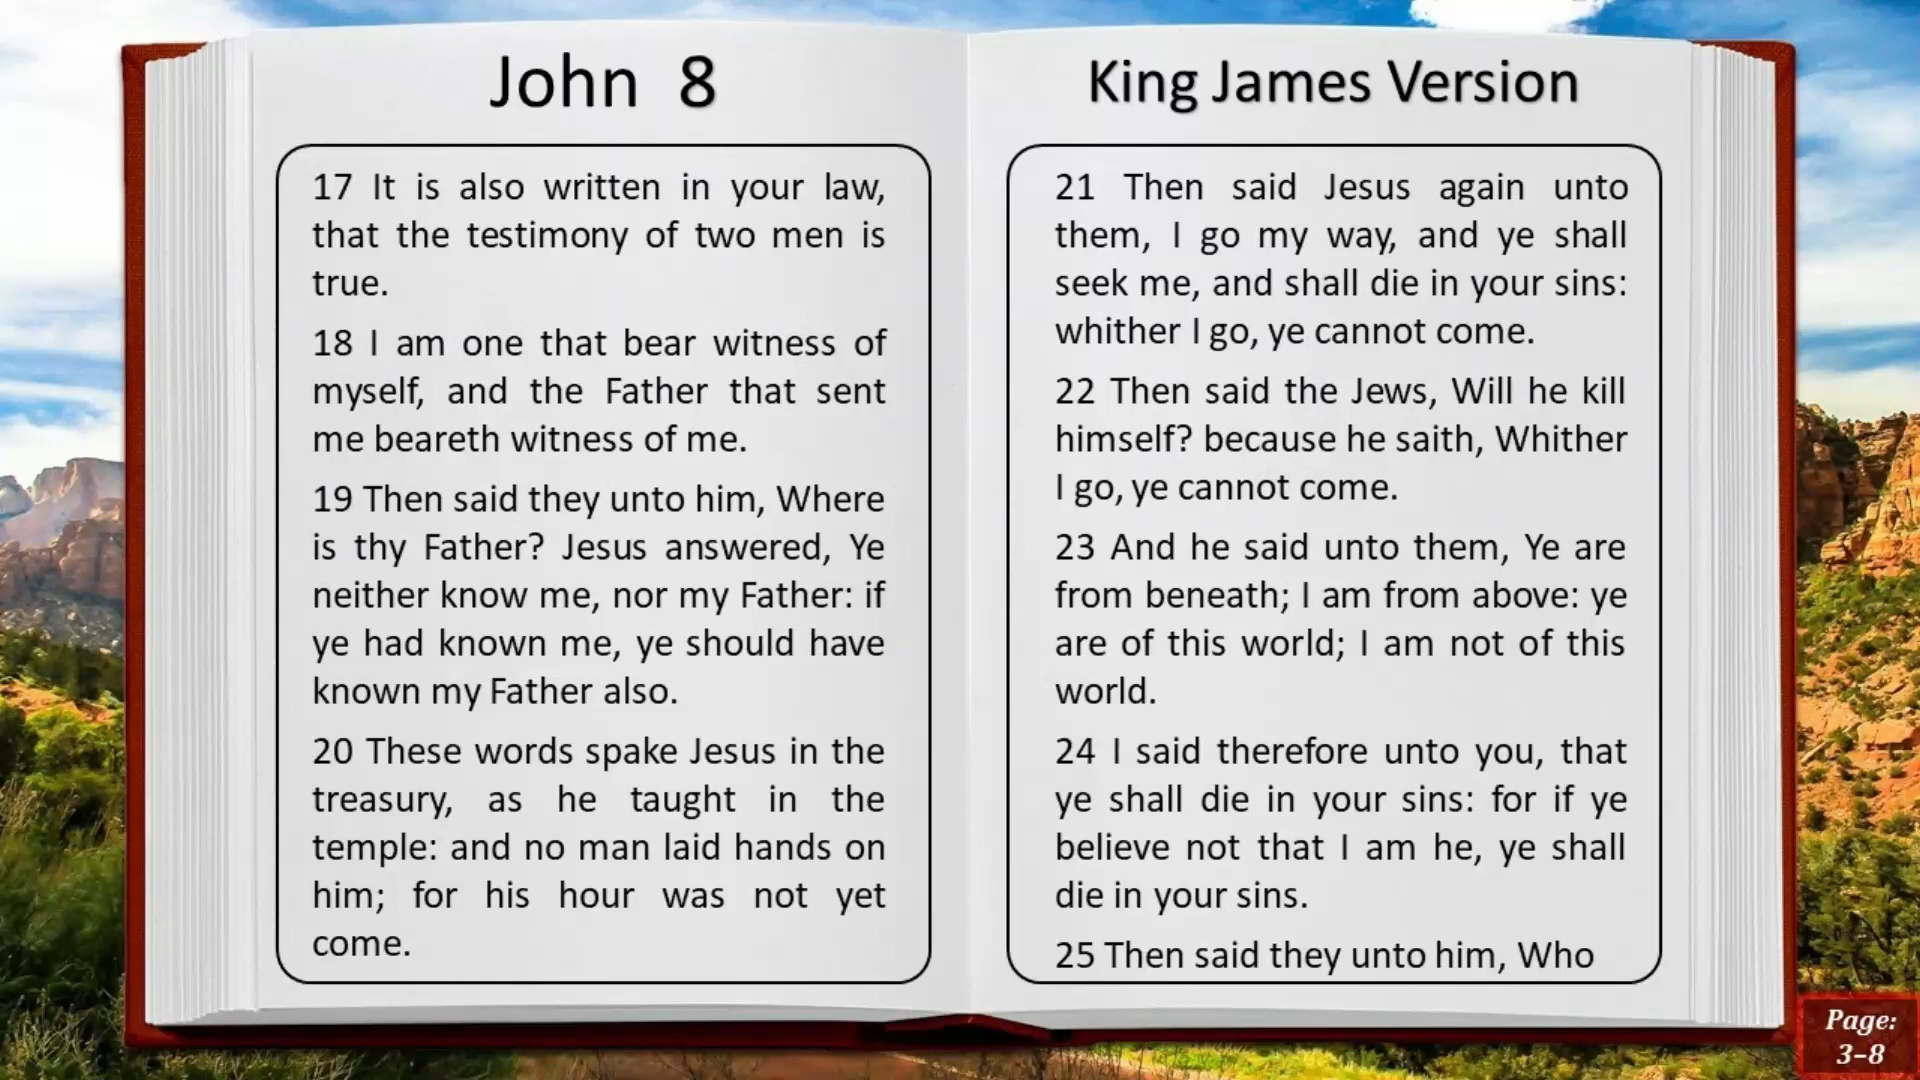 John 8
17 It is also written in your law,
that the testimony of two men is
true.
18 I am one that bear witness of
myself, and the Father that sent
me beareth witness of me.
19 Then said they unto him, Where
is thy Father? Jesus answered, Ye
neither know me, nor my Father: if
ye had known me, ye should have
known my Father also.
20 These words spake Jesus in the
treasury, as he taught in the
temple: and no man laid hands on
him; for his hour was not yet
come.
King James Version
21 Then said Jesus again unto
them, I go my way, and ye shall
seek me, and shall die in your sins:
whither I go, ye cannot come.
22 Then said the Jews, Will he kill
himself? because he saith, Whither
I go, ye cannot come.
23 And he said unto them, Ye are
from beneath; I am from above: ye
are of this world; I am not of this
world.
24 I said therefore unto you, that
ye shall die in your sins: for if ye
believe not that I am he, ye shall
die in your sins.
25 Then said they unto him, Who
Page:
3-8